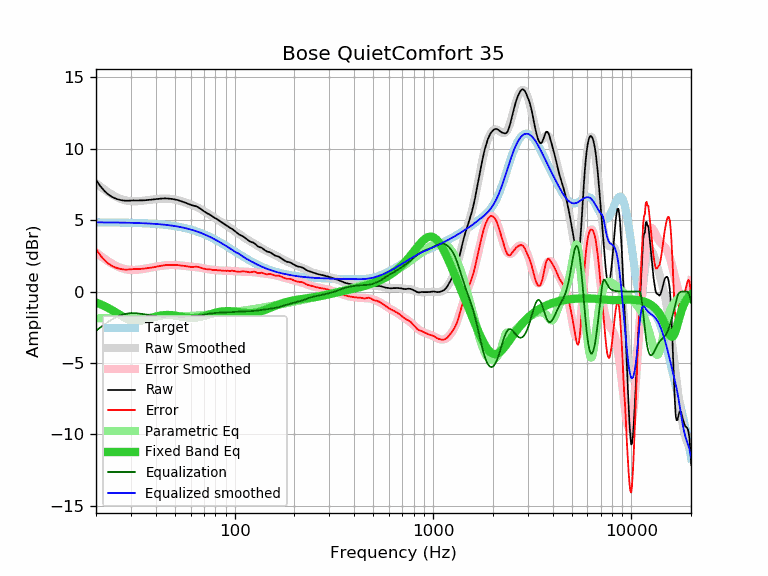 Bose QuietComfort 35
15
10
5
0
−5
−10
−15
Amplitude (dBr)
Target
Raw Smoothed
Error Smoothed
Raw
Error
Parametric Eq
Fixed Band Eq
Equalization
Equalized smoothed
100 1000 10000
Frequency (Hz)